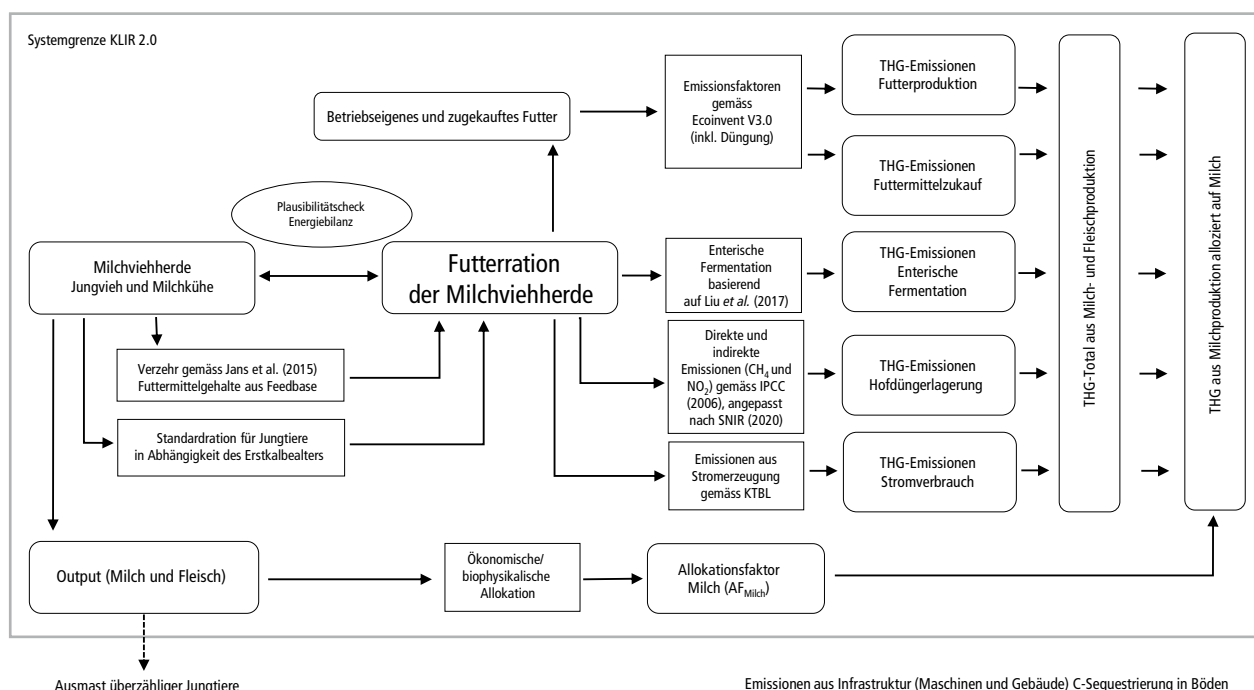 Systemgrenze KLIR 2.0
Betriebseigenes und zugekauftes Futter
Emissionsfaktoren
gemäss
Ecoinvent V3.0
(inkl. Düngung)
THG-Emissionen
Futterproduktion
THG-Emissionen
Futtermittelzukauf
Plausibilitätscheck
Energiebilanz
Milchviehherde
Jungvieh und Milchkühe
Futterration
der Milchviehherde
Enterische
Fermentation
basierend
auf Liu et al. (2017)
THG-Emissionen
Enterische
Fermentation
Verzehr gemäss Jans et al. (2015)
Futtermittelgehalte aus Feedbase
Direkte und
indirekte
Emissionen (CH₄ und
NO₂) gemäss IPCC
(2006), angepasst
nach SNIR (2020)
THG-Emissionen
Hofdüngerlagerung
Standardration für Jungtiere
in Abhängigkeit des Erstkalbealters
Emissionen aus
Stromerzeugung
gemäss KTBL
THG-Emissionen
Stromverbrauch
THG-Total aus Milch- und Fleischproduktion
THG aus Milchproduktion alloziert auf Milch
Output (Milch und Fleisch)
Ökonomische/
biophysikalische
Allokation
Allokationsfaktor
Milch (AF_Milch)
Ausmast überzähliger Jungtiere
Emissionen aus Infrastruktur (Maschinen und Gebäude) C-Sequestrierung in Böden